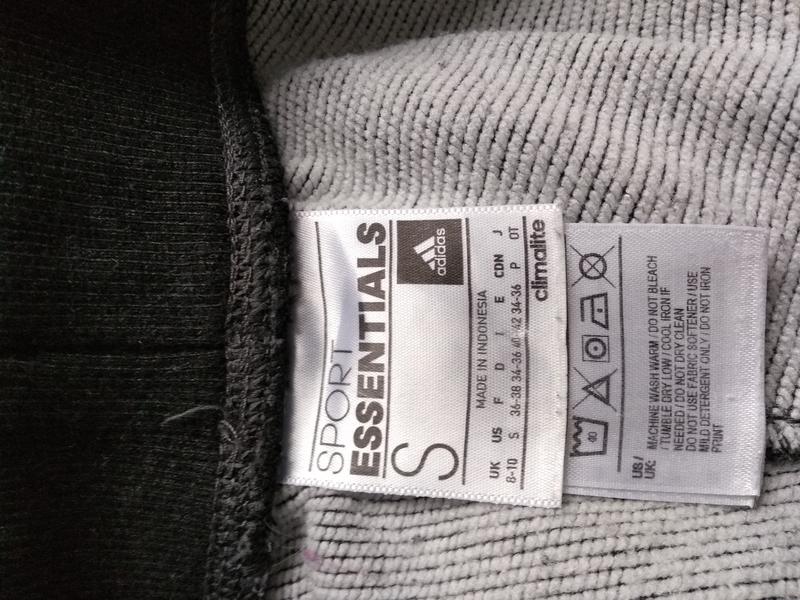 SPORT
ESSENTIALS
S
adidas
MADE IN INDONESIA
UK US F D I E CDN J
8-10 S 36-38 34-36 40-42 34-36 P OT
climalite
US/
UK:
MACHINE WASH WARM / DO NOT BLEACH
/ TUMBLE DRY LOW / COOL IRON IF
NEEDED / DO NOT DRY CLEAN
DO NOT USE FABRIC SOFTENER / USE
MILD DETERGENT ONLY / DO NOT IRON
PRINT